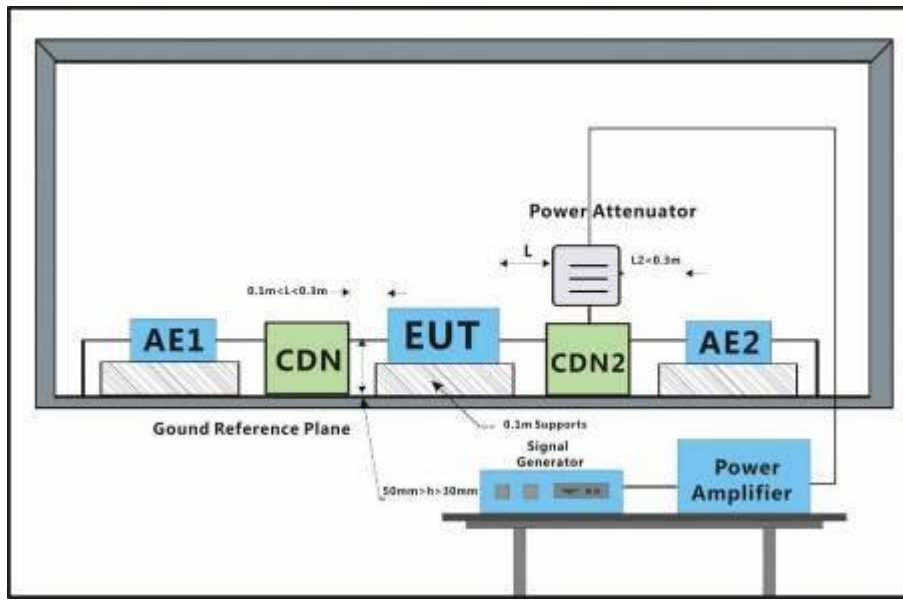 Power Attenuator
L
L2<0.3m
0.1m<L<0.3m
AE1
CDN
EUT
CDN2
AE2
Gound Reference Plane
0.1m Supports
Signal
Generator
50mm>h>30mm
Power
Amplifier